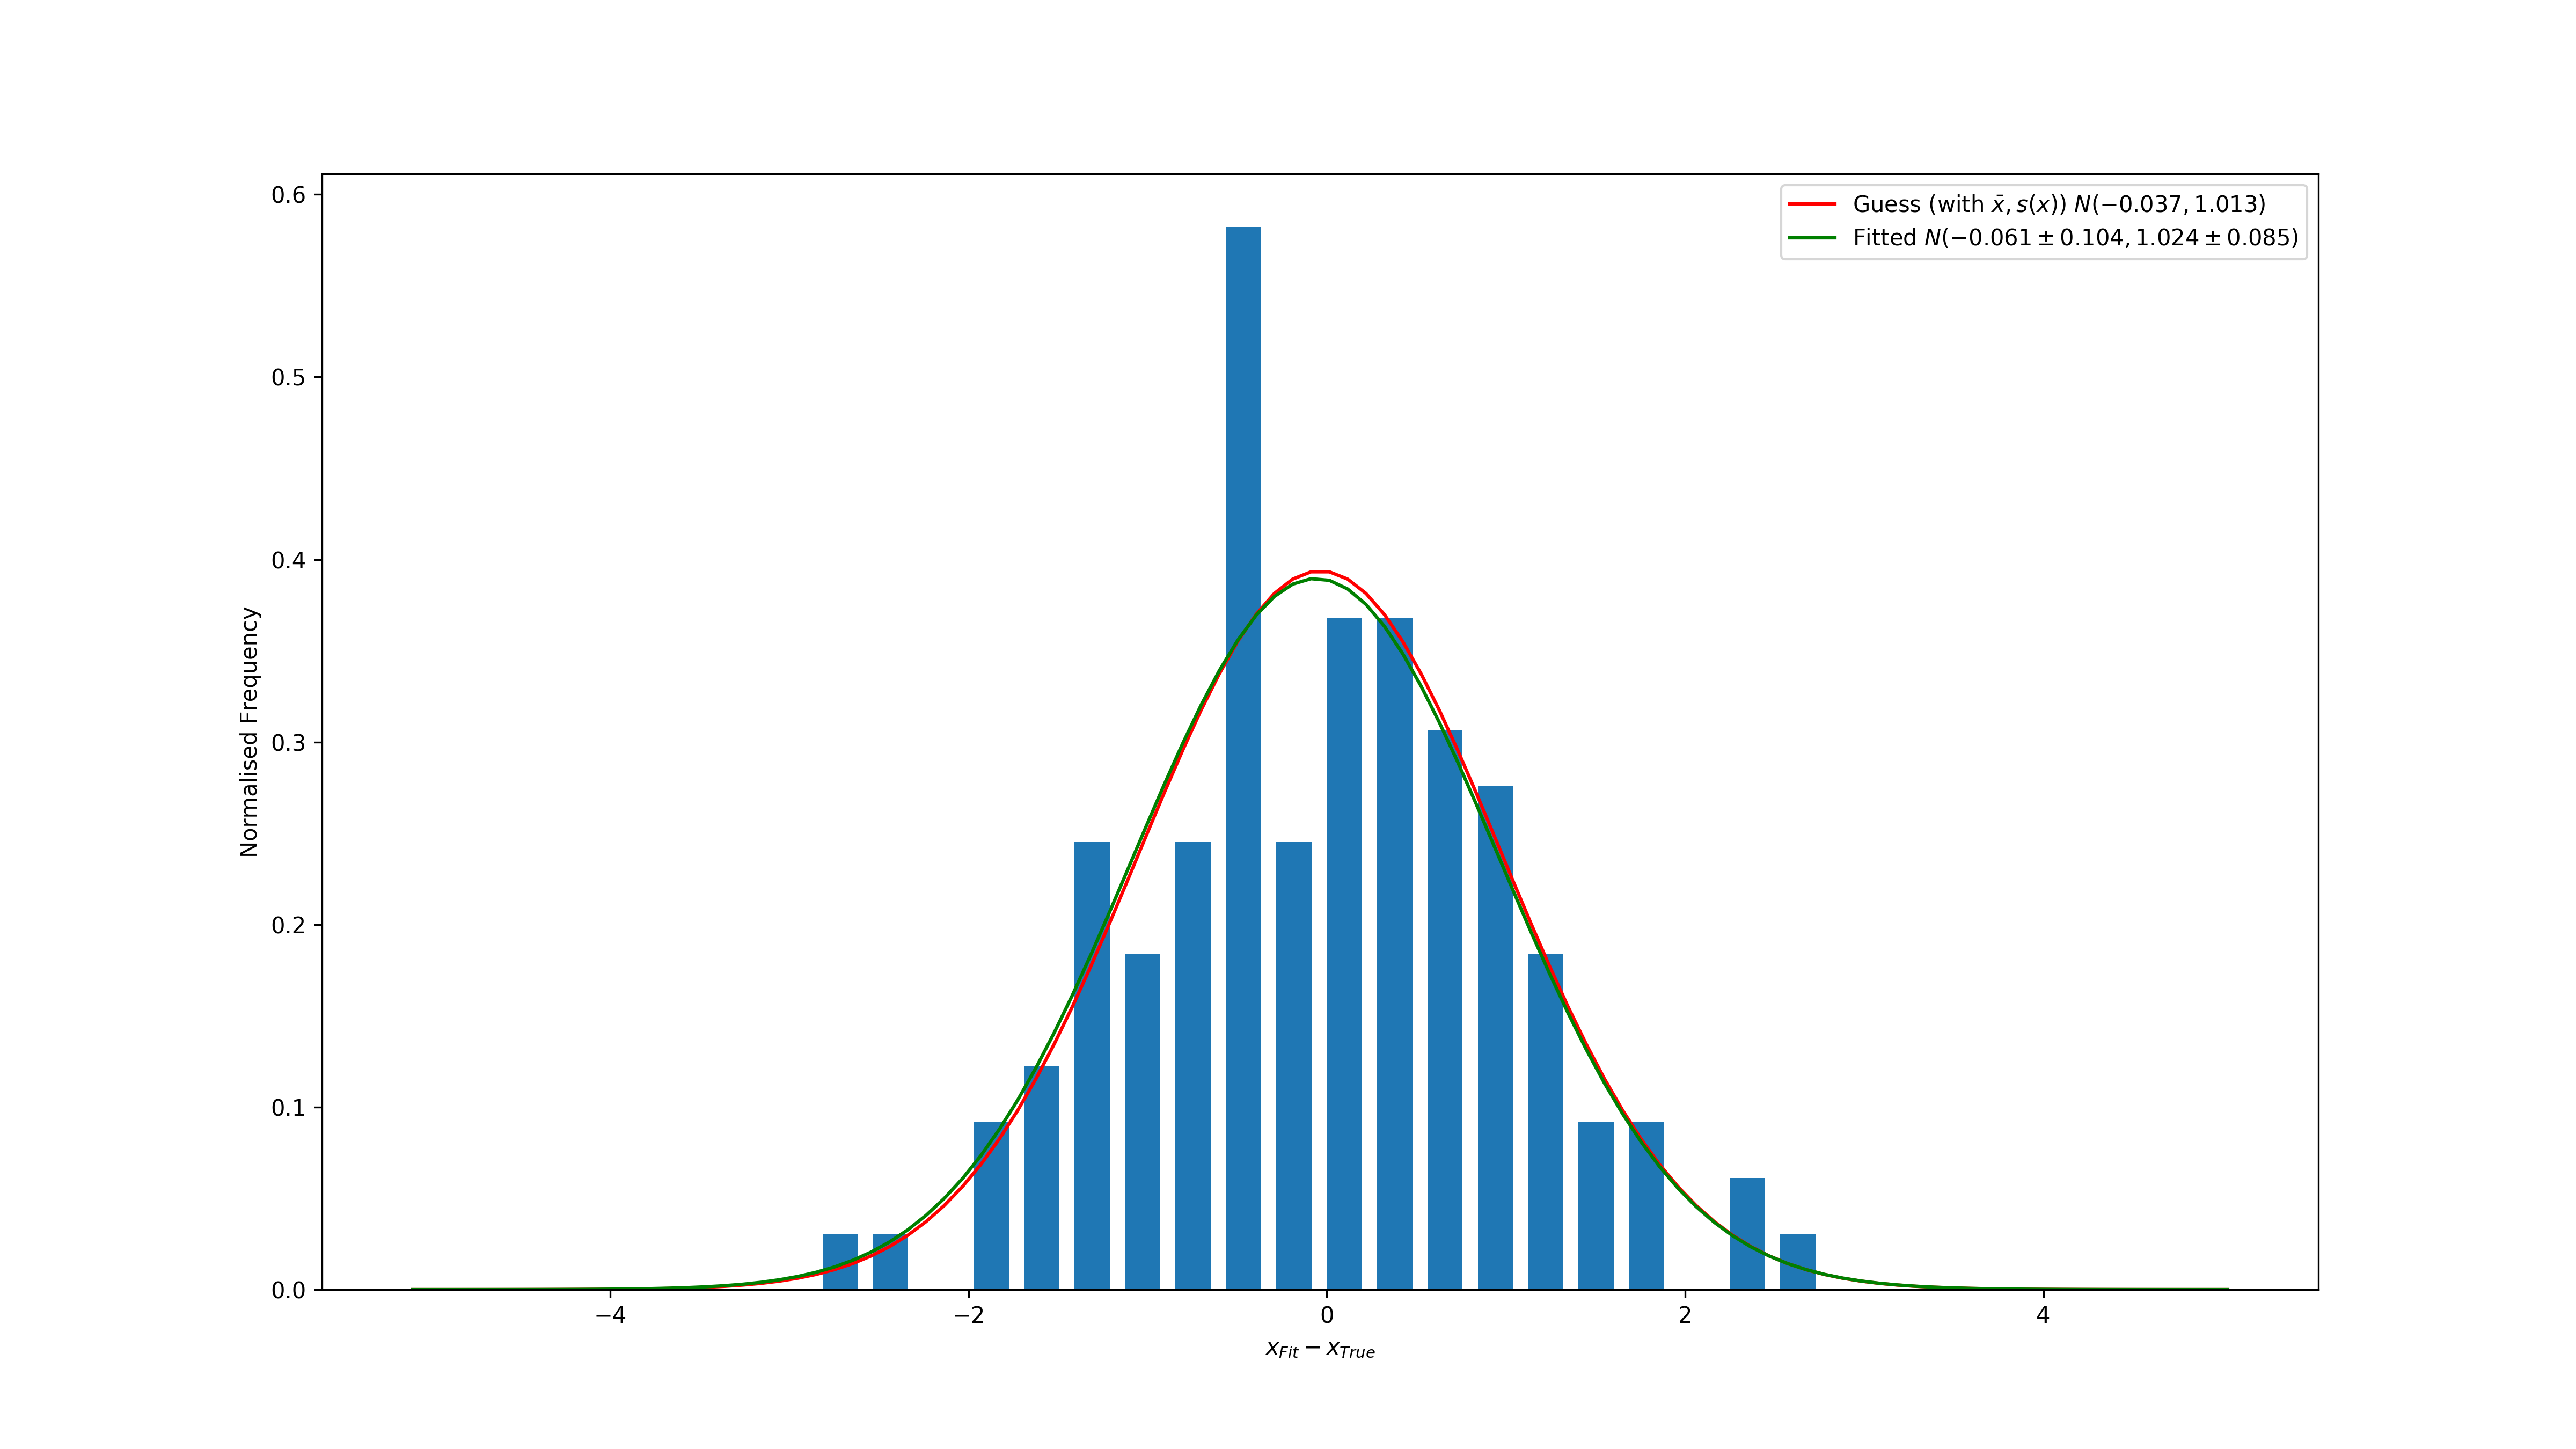 Guess (with x̄, s(x)) N(−0.037, 1.013)
Fitted N(−0.061 ± 0.104, 1.024 ± 0.085)
0.6
0.5
0.4
0.3
0.2
0.1
0.0
Normalised Frequency
−4 −2 0 2 4
x_Fit − x_True